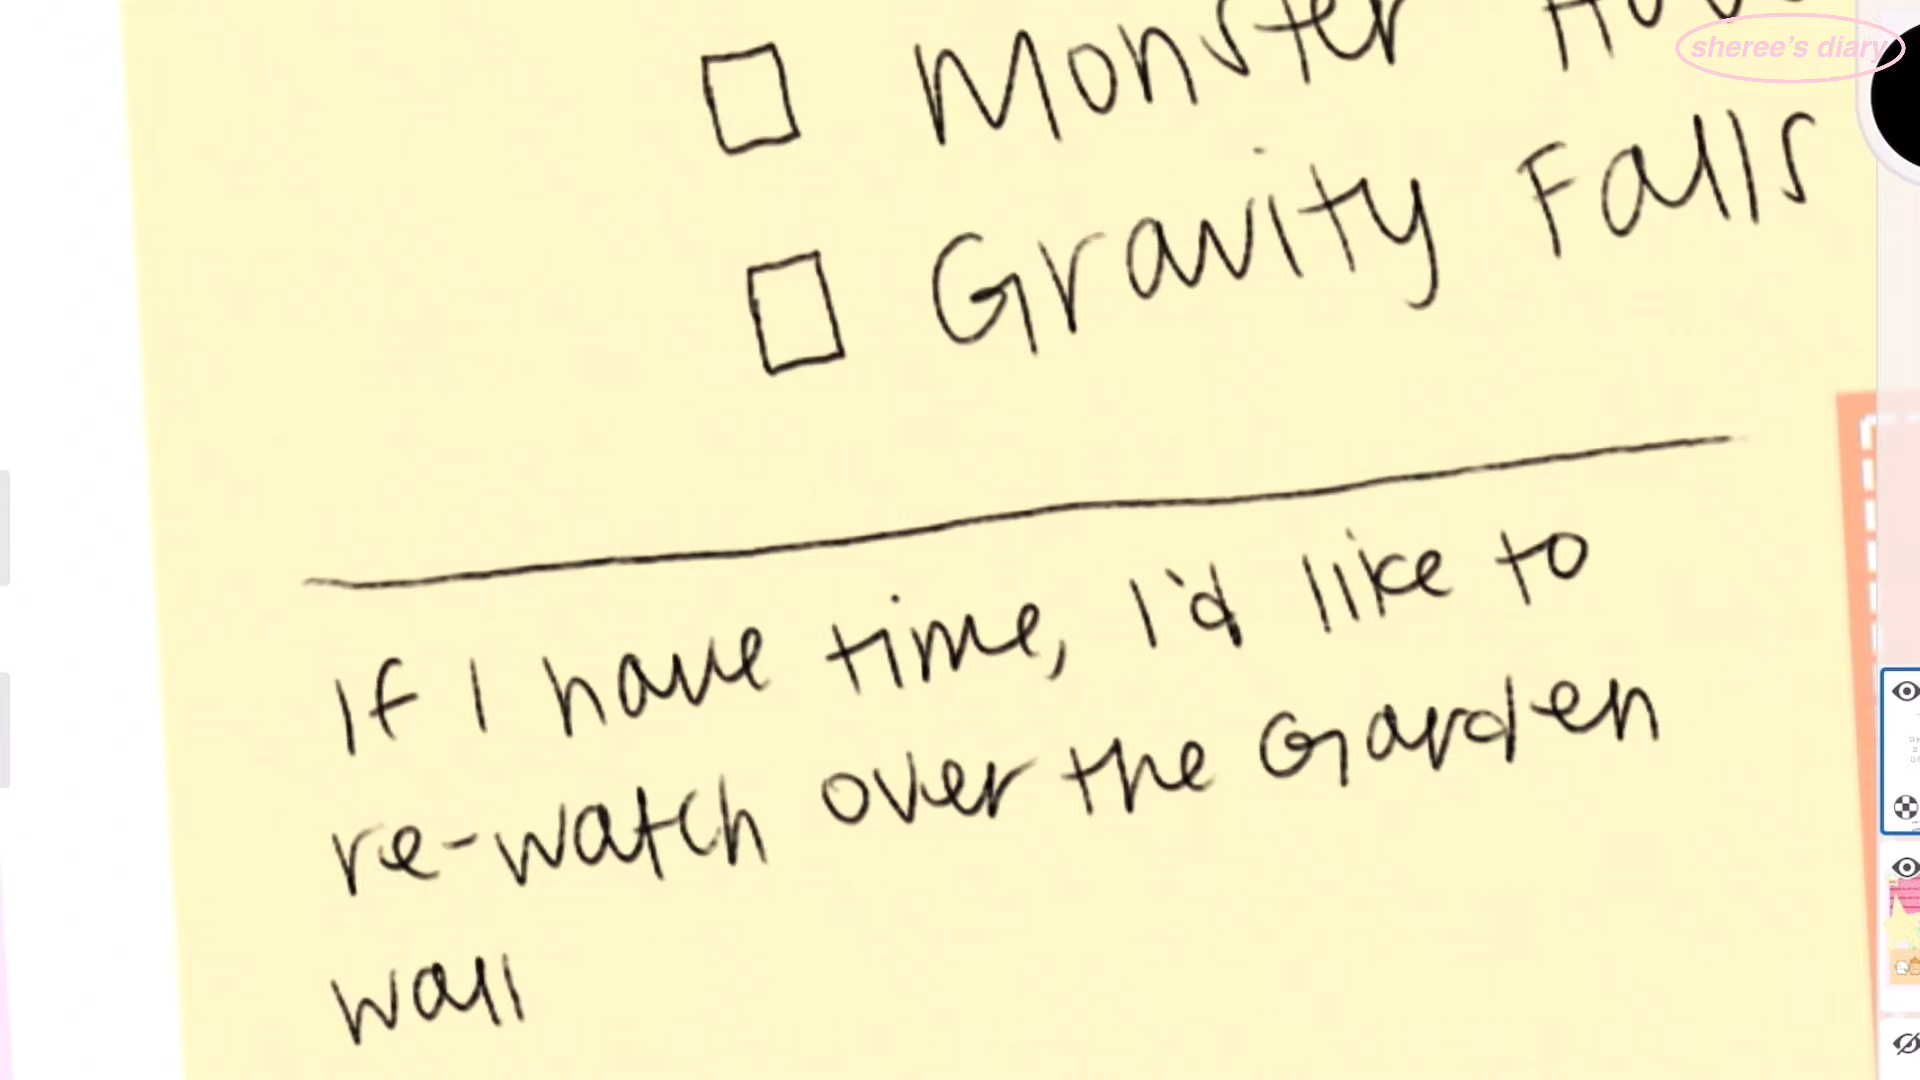 sheree's diary
Monster
Gravity Falls
If I have time, I'd like to
re-watch over the Garden
wall